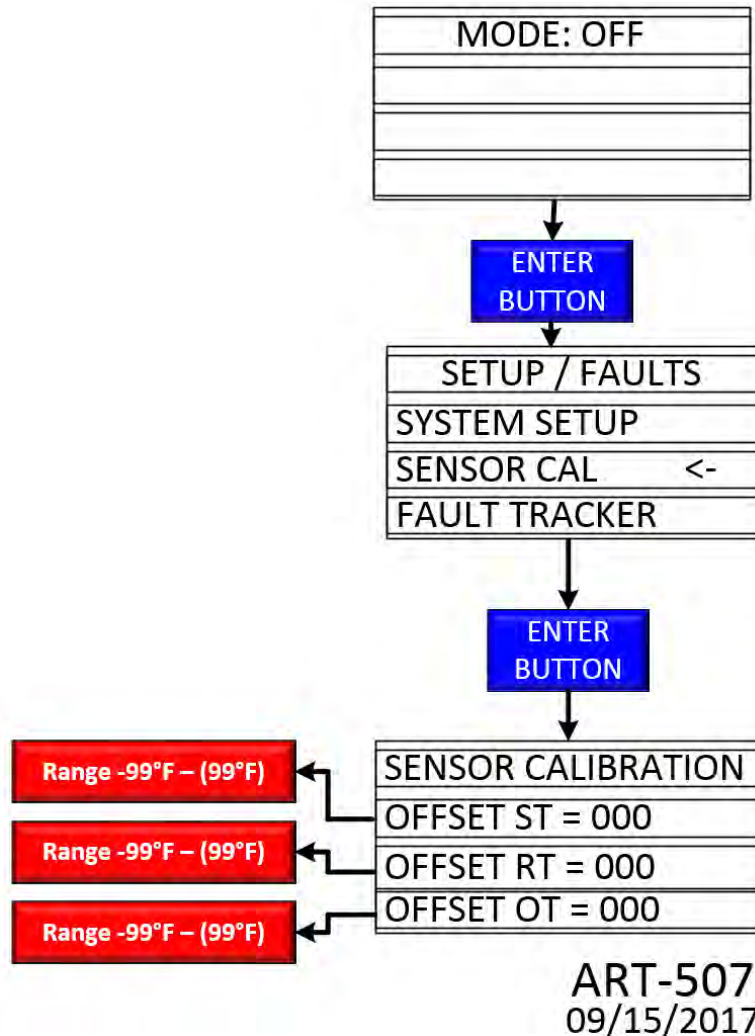 MODE: OFF
ENTER
BUTTON
SETUP / FAULTS
SYSTEM SETUP
SENSOR CAL <-
FAULT TRACKER
ENTER
BUTTON
SENSOR CALIBRATION
Range -99°F – (99°F)
OFFSET ST = 000
Range -99°F – (99°F)
OFFSET RT = 000
Range -99°F – (99°F)
OFFSET OT = 000
ART-507
09/15/2017